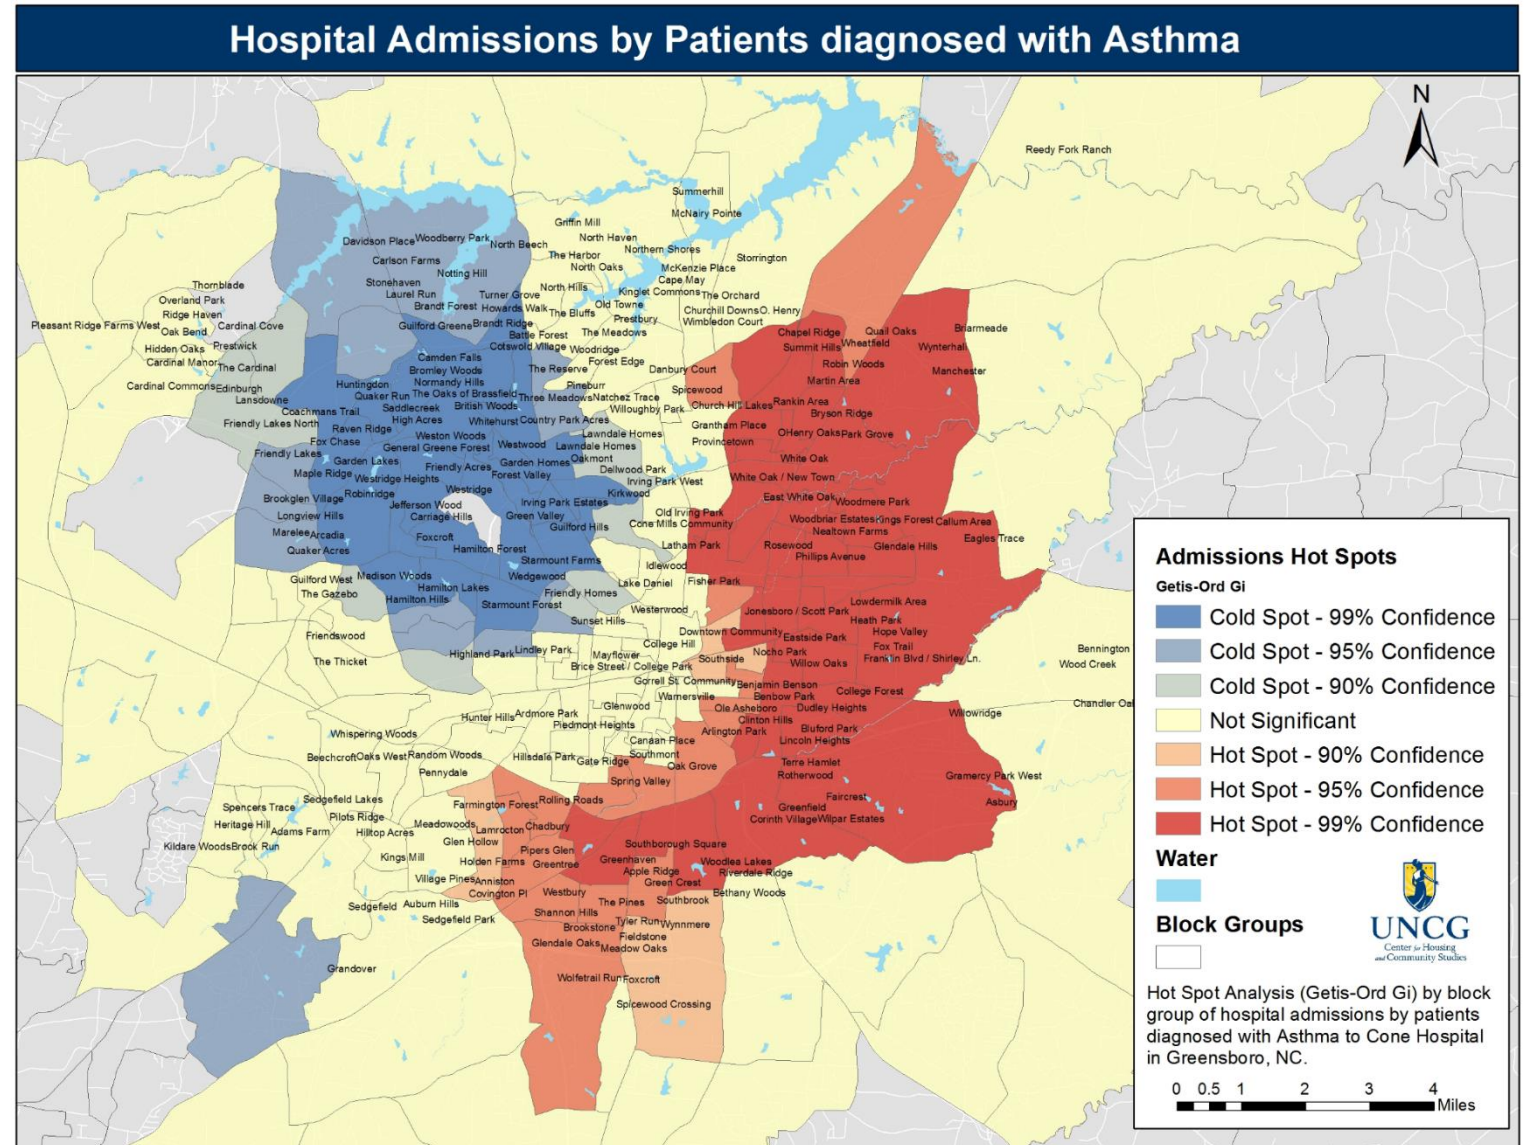 Hospital Admissions by Patients diagnosed with Asthma
N
Reedy Fork Ranch
Summerhill
McNairy Pointe
Griffin Mill
Davidson Place
Woodberry Park
North Beech
North Haven
Northern Shores
The Harbor
Storrington
Carlson Farms
North Oaks
McKenzie Place
Notting Hill
Cape May
Stonehaven
Thornblade
North Hills
Kinglet Commons
The Orchard
Laurel Run
Turner Grove
Overland Park
Brandt Forest
Howards Walk
Old Towne
Churchill Downs
O. Henry
Ridge Haven
The Bluffs
Prestbury
Wimbledon Court
Pleasant Ridge Farms West
Cardinal Cove
Guilford Greene
Brandt Ridge
Oak Bend
Battle Forest
The Meadows
Chapel Ridge
Quail Oaks
Briarmeade
Hidden Oaks
Prestwick
Cotswold Village
Woodridge
Summit Hills
Wheatfield
Wynterhall
Cardinal Manor
The Cardinal
Camden Falls
Forest Edge
Bromley Woods
The Reserve
Danbury Court
Robin Woods
Manchester
Cardinal Commons
Edinburgh
Huntingdon
Normandy Hills
Pineburr
Martin Area
Lansdowne
Quaker Run
The Oaks of Brassfield
Three Meadows
Natchez Trace
Spicewood
Coachmans Trail
Saddlecreek
British Woods
Willoughby Park
Church Hill Lakes
Rankin Area
Friendly Lakes North
High Acres
Whitehurst
Country Park Acres
Bryson Ridge
Raven Ridge
Grantham Place
Fox Chase
Weston Woods
Lawndale Homes
OHenry Oaks
Park Grove
Friendly Lakes
General Greene Forest
Westwood
Lawndale Homes
Provincetown
Garden Lakes
Friendly Acres
Garden Homes
Oakmont
White Oak
Maple Ridge
Westridge Heights
Forest Valley
Dellwood Park
White Oak / New Town
Brookglen Village
Robinridge
Westridge
Irving Park West
East White Oak
Woodmere Park
Jefferson Wood
Irving Park Estates
Kirkwood
Longview Hills
Carriage Hills
Green Valley
Old Irving Park
Woodbriar Estates
Kings Forest
Callum Area
Guilford Hills
Cone Mills Community
Nealtown Farms
Marelee
Arcadia
Foxcroft
Eagles Trace
Quaker Acres
Hamilton Forest
Latham Park
Rosewood
Glendale Hills
Starmount Farms
Phillips Avenue
Idlewood
Guilford West
Madison Woods
Wedgewood
Lake Daniel
Fisher Park
The Gazebo
Hamilton Lakes
Friendly Homes
Hamilton Hills
Starmount Forest
Westerwood
Jonesboro / Scott Park
Lowdermilk Area
Sunset Hills
Heath Park
Friendswood
Downtown Community
Eastside Park
Hope Valley
College Hill
Fox Trail
Highland Park
Lindley Park
Mayflower
Nocho Park
Bennington
The Thicket
Brice Street / College Park
Southside
Willow Oaks
Franklin Blvd / Shirley Ln.
Wood Creek
Gorrell St. Community
Benjamin Benson
Warnersville
Benbow Park
College Forest
Glenwood
Ole Asheboro
Dudley Heights
Chandler Oa
Hunter Hills
Ardmore Park
Clinton Hills
Willowridge
Piedmont Heights
Arlington Park
Bluford Park
Whispering Woods
Canaan Place
Lincoln Heights
Beechcroft
Oaks West
Random Woods
Hillsdale Park
Gate Ridge
Southmont
Terre Hamlet
Pennydale
Oak Grove
Rotherwood
Gramercy Park West
Spring Valley
Sedgefield Lakes
Farmington Forest
Rolling Roads
Faircrest
Asbury
Spencers Trace
Greenfield
Pilots Ridge
Corinth Village
Wilpar Estates
Heritage Hill
Adams Farm
Hilltop Acres
Meadowoods
Lamrocton
Chadbury
Kildare Woods
Brook Run
Glen Hollow
Southborough Square
Kings Mill
Pipers Glen
Holden Farms
Greentree
Greenhaven
Woodlea Lakes
Apple Ridge
Riverdale Ridge
Village Pines
Anniston
Green Crest
Covington Pl
Westbury
Bethany Woods
Sedgefield
Auburn Hills
The Pines
Southbrook
Sedgefield Park
Shannon Hills
Tyler Run
Wynnmere
Brookstone
Fieldstone
Glendale Oaks
Meadow Oaks
Grandover
Wolfetrail Run
Foxcroft
Spicewood Crossing
Admissions Hot Spots
Getis-Ord Gi
Cold Spot - 99% Confidence
Cold Spot - 95% Confidence
Cold Spot - 90% Confidence
Not Significant
Hot Spot - 90% Confidence
Hot Spot - 95% Confidence
Hot Spot - 99% Confidence
Water
Block Groups
UNCG
Center for Housing
and Community Studies
Hot Spot Analysis (Getis-Ord Gi) by block
group of hospital admissions by patients
diagnosed with Asthma to Cone Hospital
in Greensboro, NC.
0 0.5 1 2 3 4
Miles